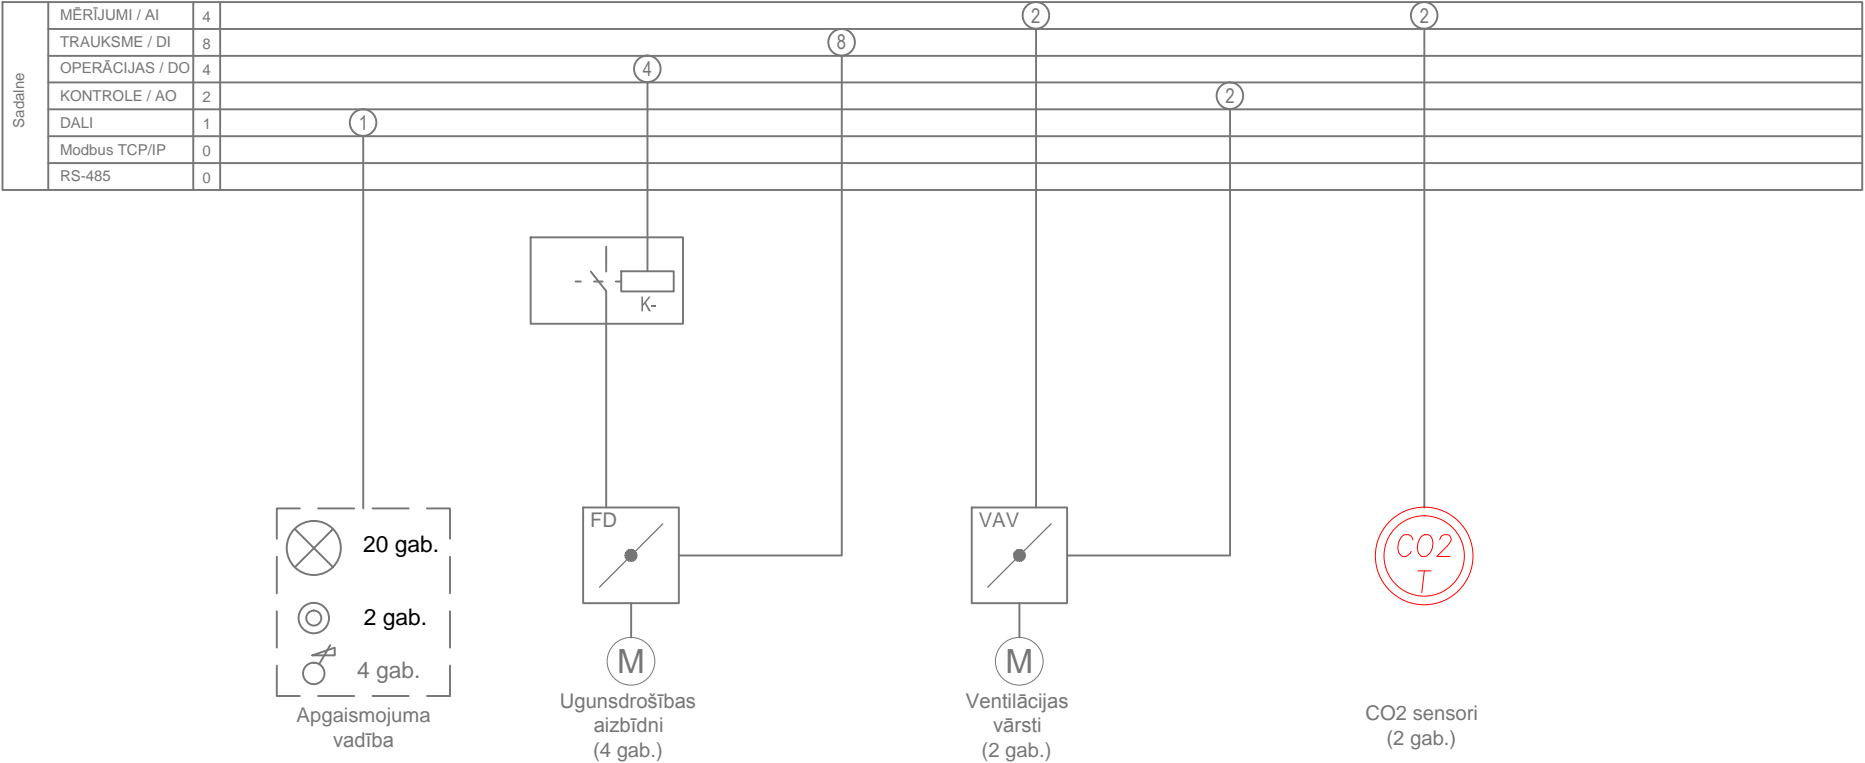 Sadalne
MĒRĪJUMI / AI 4 2 2
TRAUKSME / DI 8 8
OPERĀCIJAS / DO 4 4
KONTROLE / AO 2 2
DALI 1 1
Modbus TCP/IP 0
RS-485 0
K-
FD
VAV
20 gab.
CO2
T
2 gab.
4 gab.
M
M
Apgaismojuma
vadība
Ugunsdrošības
aizbīdni
(4 gab.)
Ventilācijas
vārsti
(2 gab.)
CO2 sensori
(2 gab.)